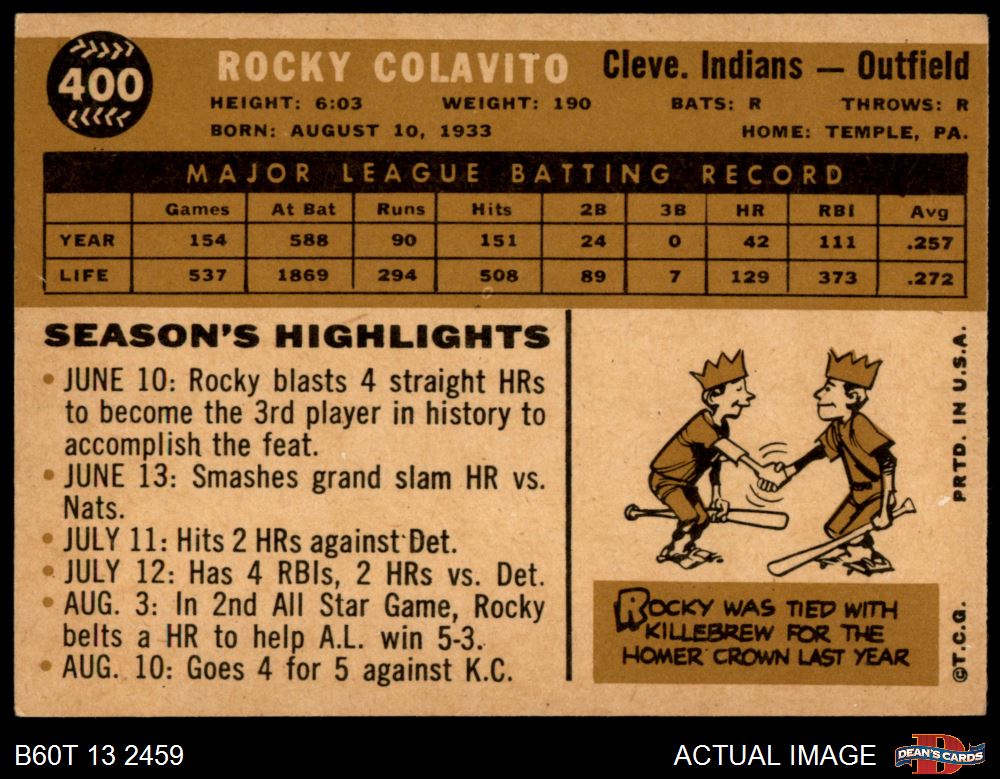 400
ROCKY COLAVITO Cleve. Indians — Outfield
HEIGHT: 6:03 WEIGHT: 190 BATS: R THROWS: R
BORN: AUGUST 10, 1933 HOME: TEMPLE, PA.
MAJOR LEAGUE BATTING RECORD
Games At Bat Runs Hits 2B 3B HR RBI Avg
YEAR 154 588 90 151 24 0 42 111 .257
LIFE 537 1869 294 508 89 7 129 373 .272
SEASON'S HIGHLIGHTS
• JUNE 10: Rocky blasts 4 straight HRs
to become the 3rd player in history to
accomplish the feat.
• JUNE 13: Smashes grand slam HR vs.
Nats.
• JULY 11: Hits 2 HRs against Det.
• JULY 12: Has 4 RBIs, 2 HRs vs. Det.
• AUG. 3: In 2nd All Star Game, Rocky
belts a HR to help A.L. win 5-3.
• AUG. 10: Goes 4 for 5 against K.C.
ROCKY WAS TIED WITH
KILLEBREW FOR THE
HOMER CROWN LAST YEAR
©T.C.G. PRTD. IN U.S.A.
B60T 13 2459 ACTUAL IMAGE
DEAN'S CARDS